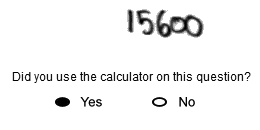 15600
Did you use the calculator on this question?
Yes No